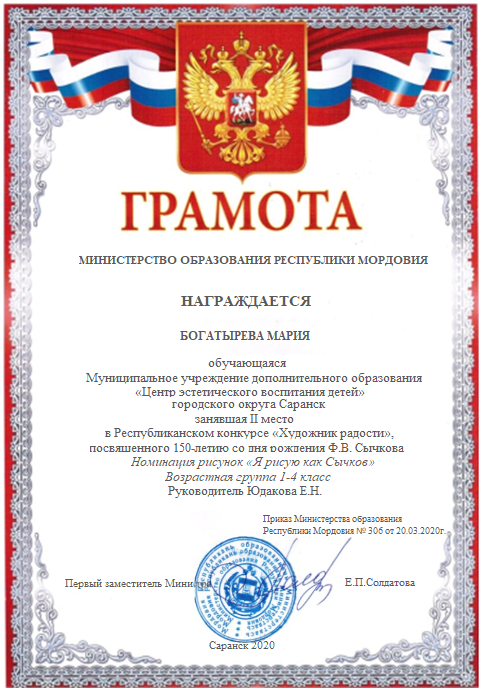 ГРАМОТА
МИНИСТЕРСТВО ОБРАЗОВАНИЯ РЕСПУБЛИКИ МОРДОВИЯ
НАГРАЖДАЕТСЯ
БОГАТЫРЕВА МАРИЯ
обучающаяся
Муниципальное учреждение дополнительного образования
«Центр эстетического воспитания детей»
городского округа Саранск
занявшая II место
в Республиканском конкурсе «Художник радости»,
посвященного 150-летию со дня рождения Ф.В. Сычкова
Номинация рисунок «Я рисую как Сычков»
Возрастная группа 1-4 класс
Руководитель Юдакова Е.Н.
Приказ Министерства образования
Республики Мордовия № 306 от 20.03.2020г.
Первый заместитель Министра
Е.П.Солдатова
Саранск 2020